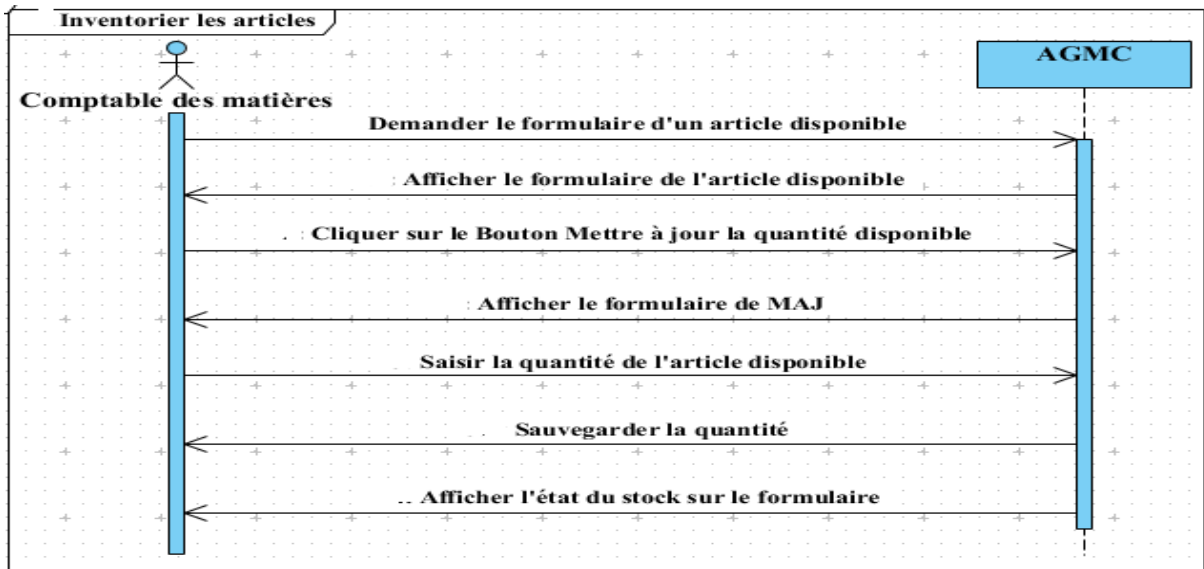 Inventorier les articles
AGMC
Comptable des matières
Demander le formulaire d'un article disponible
: Afficher le formulaire de l'article disponible
. : Cliquer sur le Bouton Mettre à jour la quantité disponible
: Afficher le formulaire de MAJ
Saisir la quantité de l'article disponible
. Sauvegarder la quantité
.. Afficher l'état du stock sur le formulaire